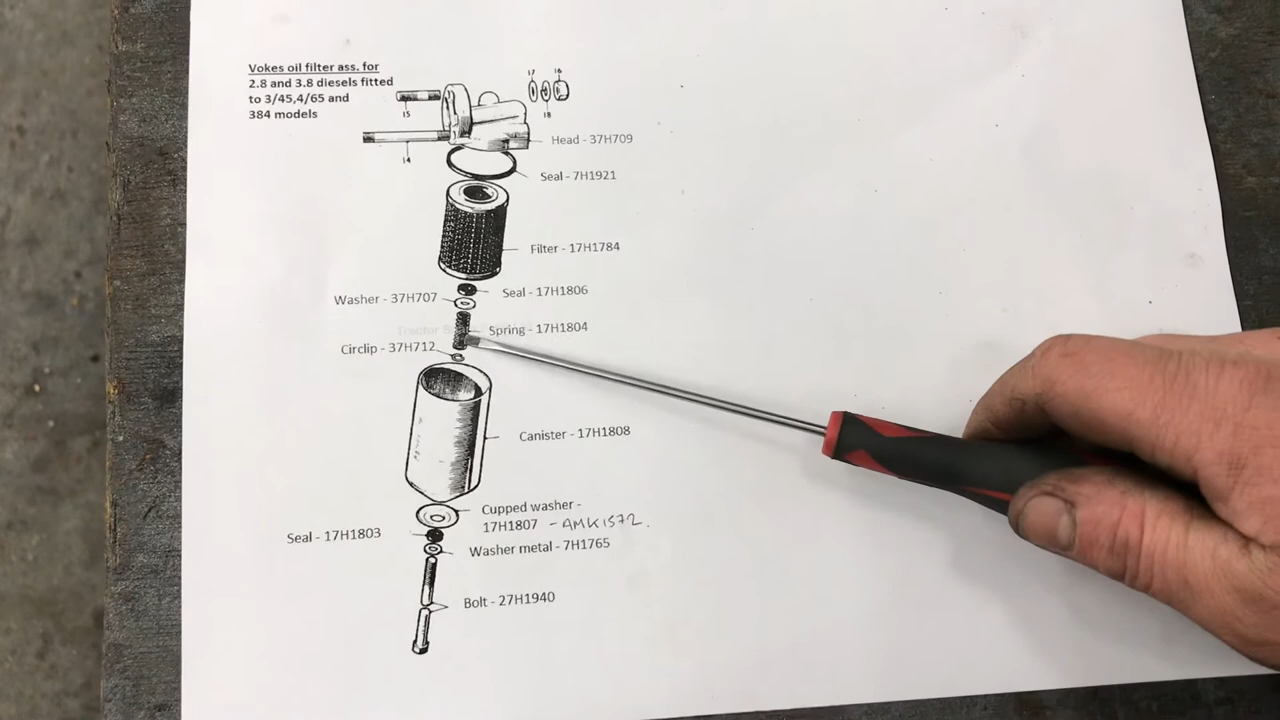 Vokes oil filter ass. for
2.8 and 3.8 diesels fitted
to 3/45,4/65 and
384 models
17
16
15
18
Head - 37H709
14
Seal - 7H1921
Filter - 17H1784
Seal - 17H1806
Washer - 37H707
Spring - 17H1804
Circlip - 37H712
Canister - 17H1808
Cupped washer -
17H1807 - AMK1572.
Seal - 17H1803
Washer metal - 7H1765
Bolt - 27H1940